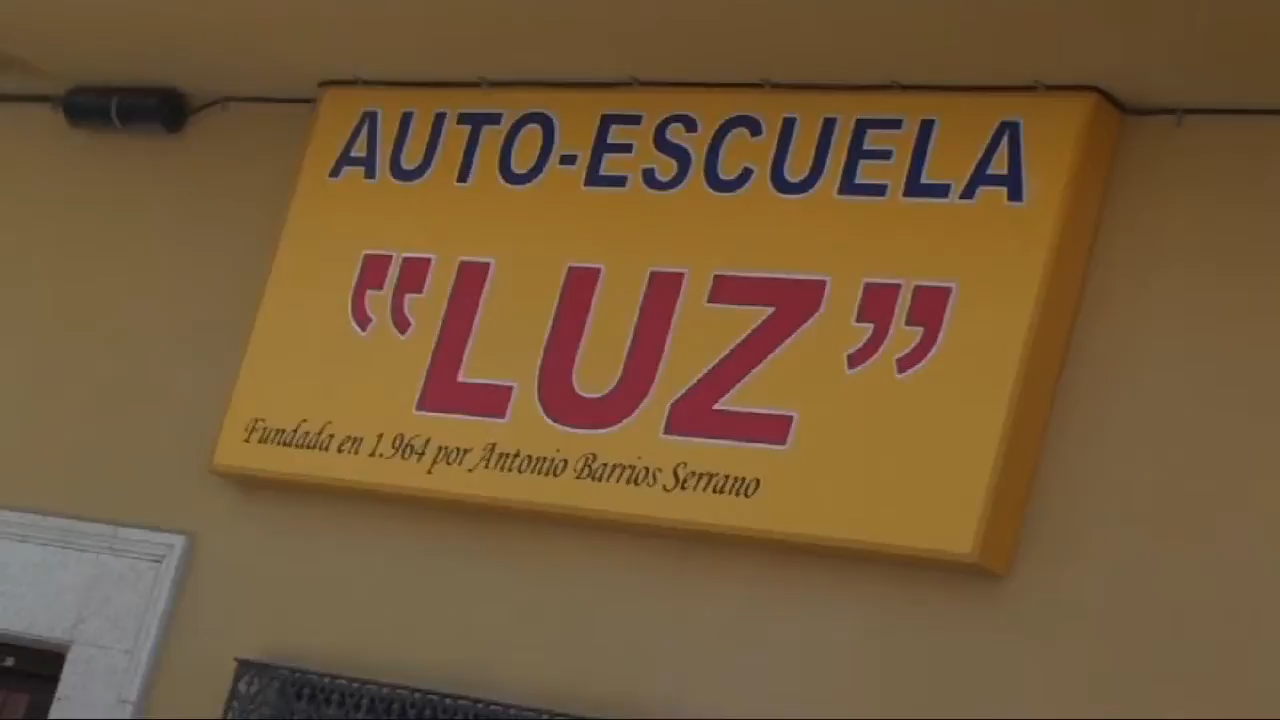 AUTO-ESCUELA
“LUZ”
Fundada en 1.964 por Antonio Barrios Serrano